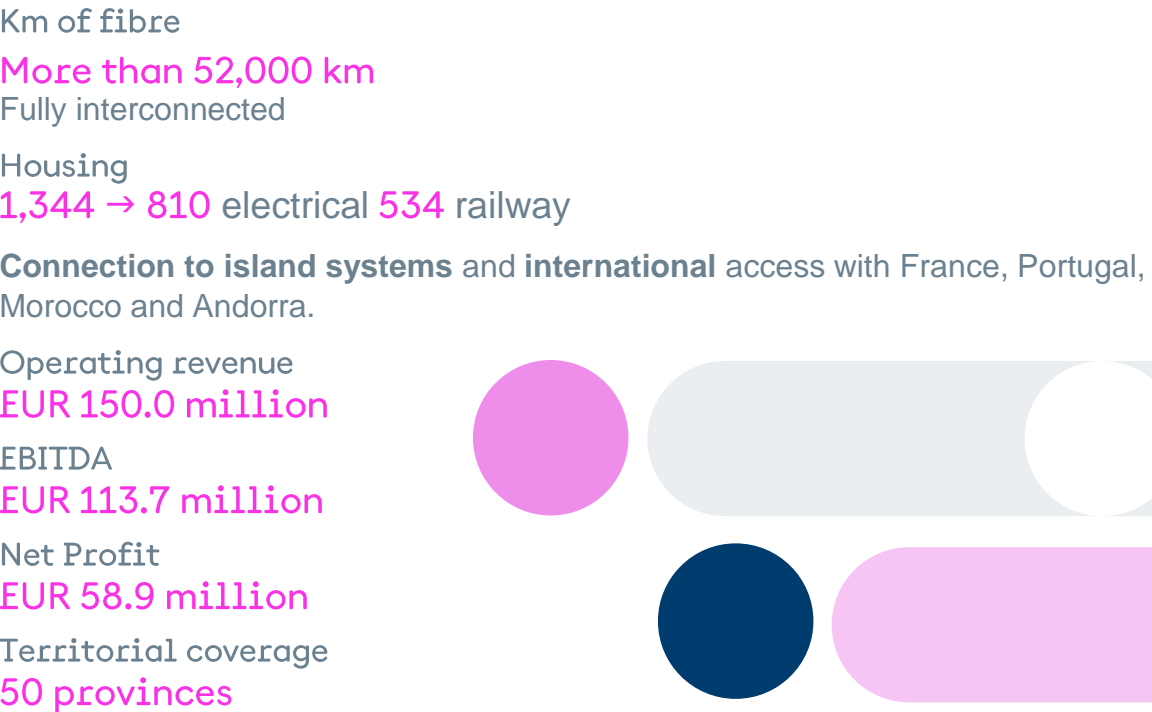 Km of fibre
More than 52,000 km
Fully interconnected
Housing
1,344 → 810 electrical 534 railway
Connection to island systems and international access with France, Portugal,
Morocco and Andorra.
Operating revenue
EUR 150.0 million
EBITDA
EUR 113.7 million
Net Profit
EUR 58.9 million
Territorial coverage
50 provinces